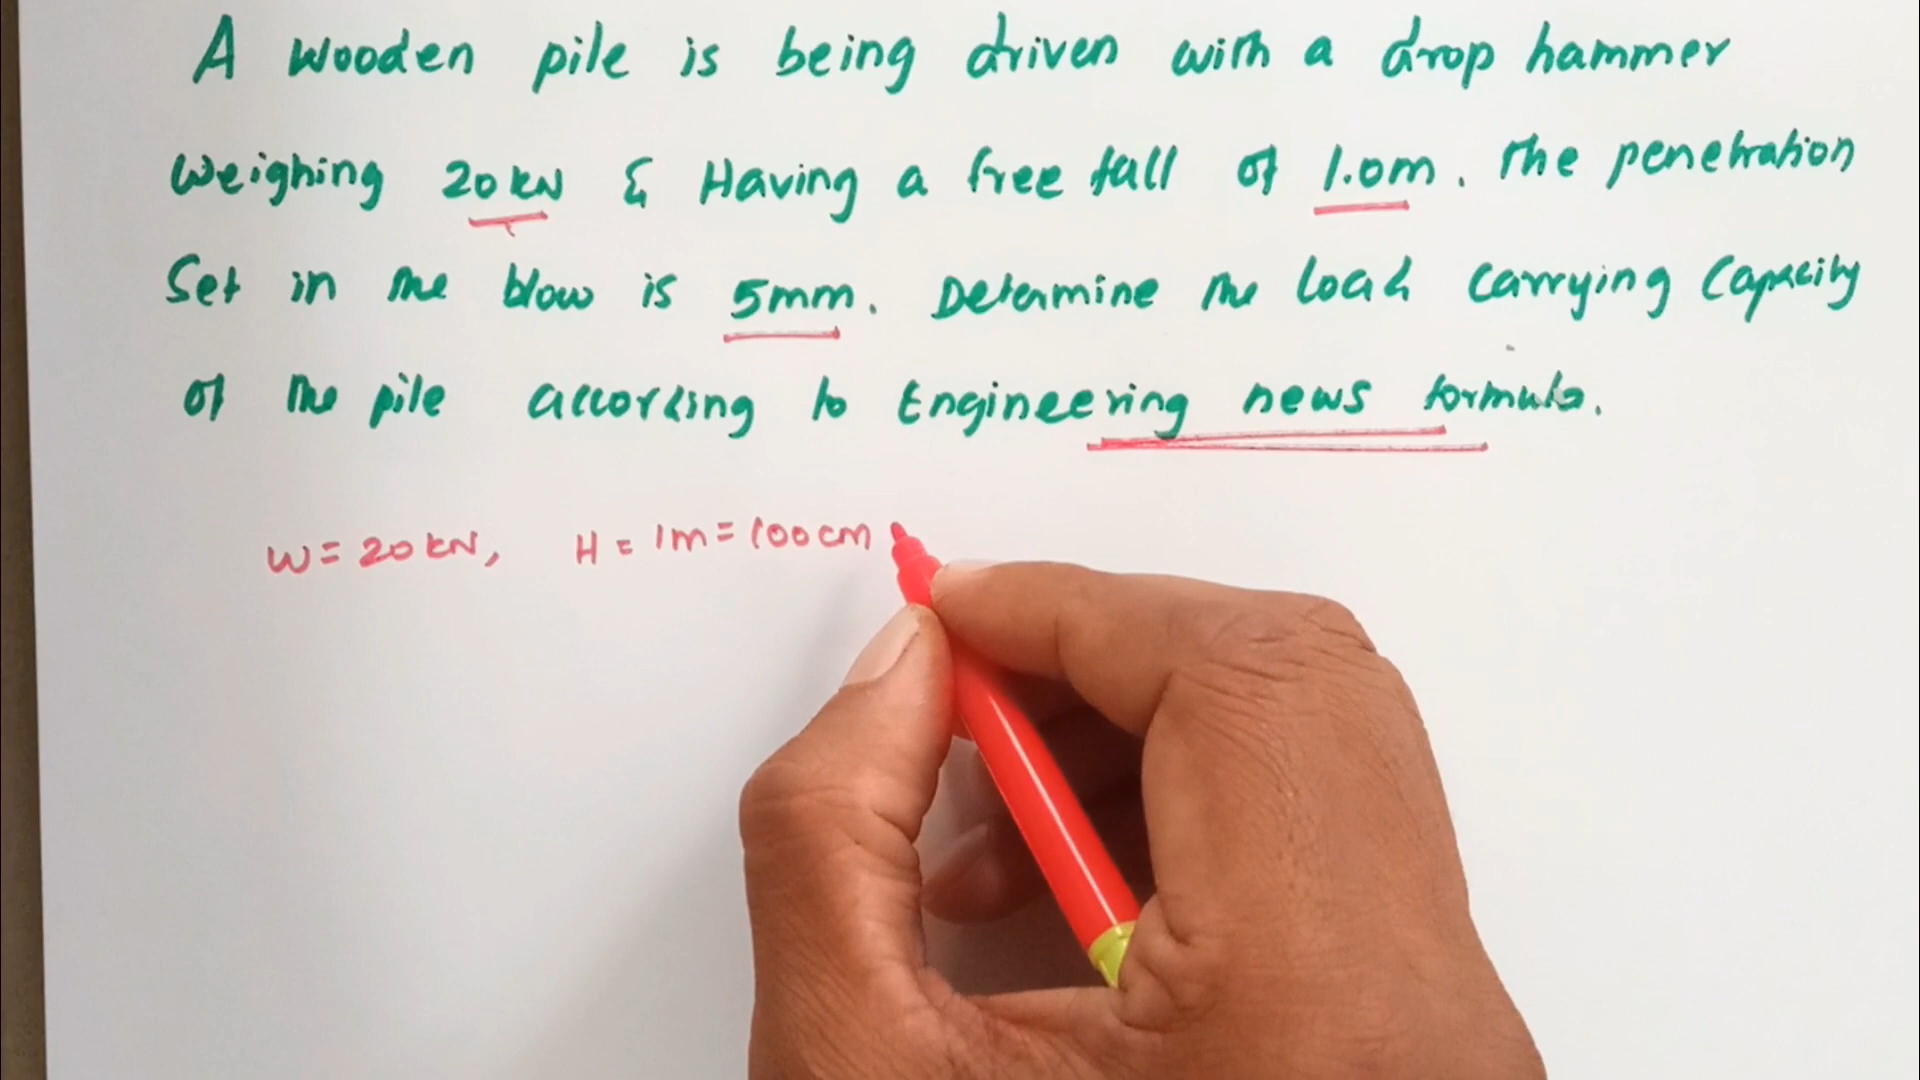 A wooden pile is being driven with a drop hammer
weighing 20 kN & Having a free fall of 1.0m. The penetration
Set in the blow is 5mm. Determine the load carrying capacity
of the pile according to Engineering news formula.
W = 20 kN, H = 1m = 100cm